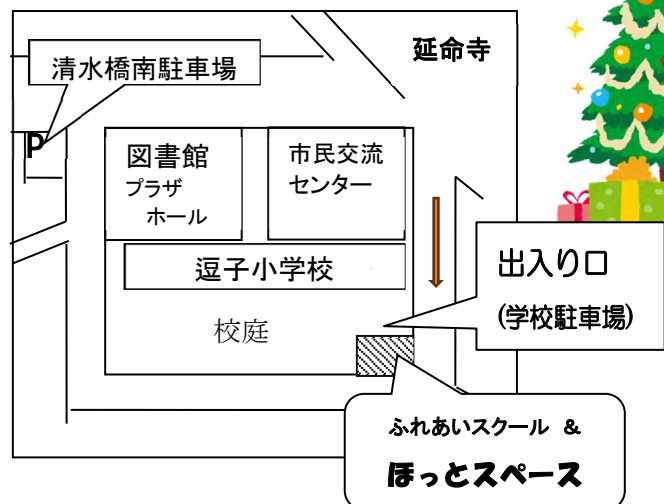 延命寺
清水橋南駐車場
P
図書館
プラザ
ホール
市民交流
センター
逗子小学校
校庭
出入り口
(学校駐車場)
ふれあいスクール ＆
ほっとスペース